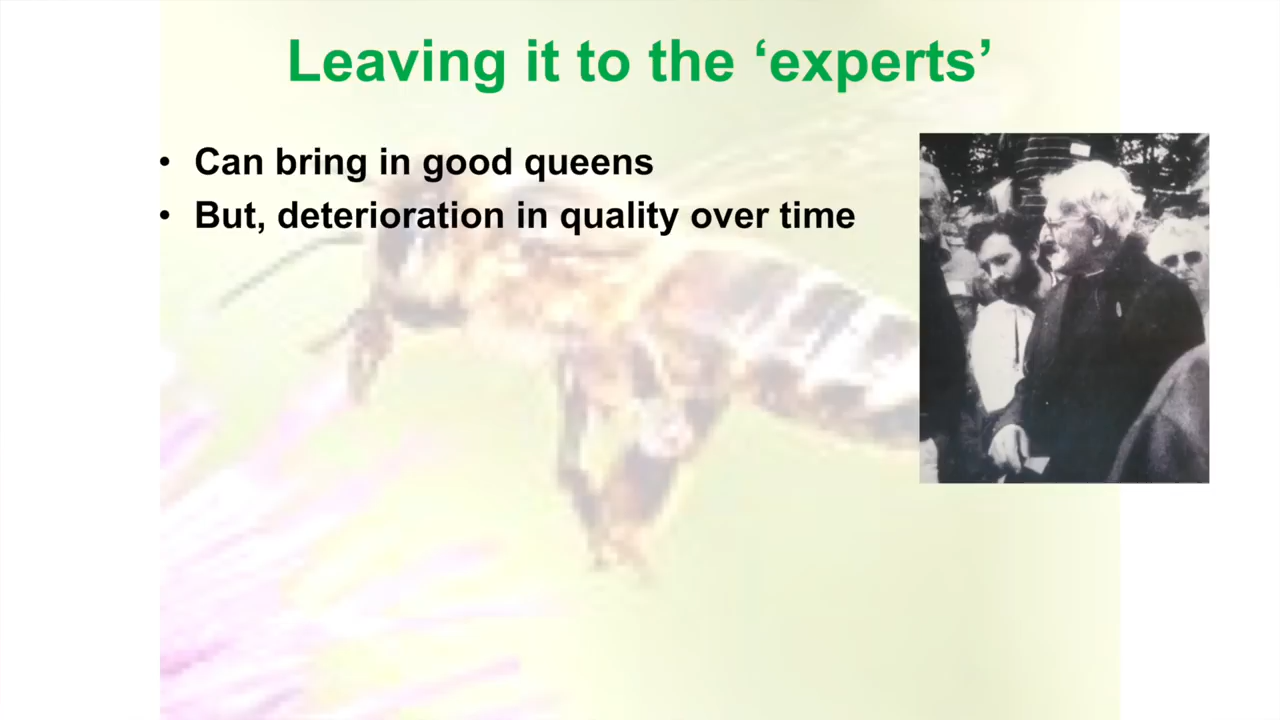 Leaving it to the ‘experts’
• Can bring in good queens
• But, deterioration in quality over time